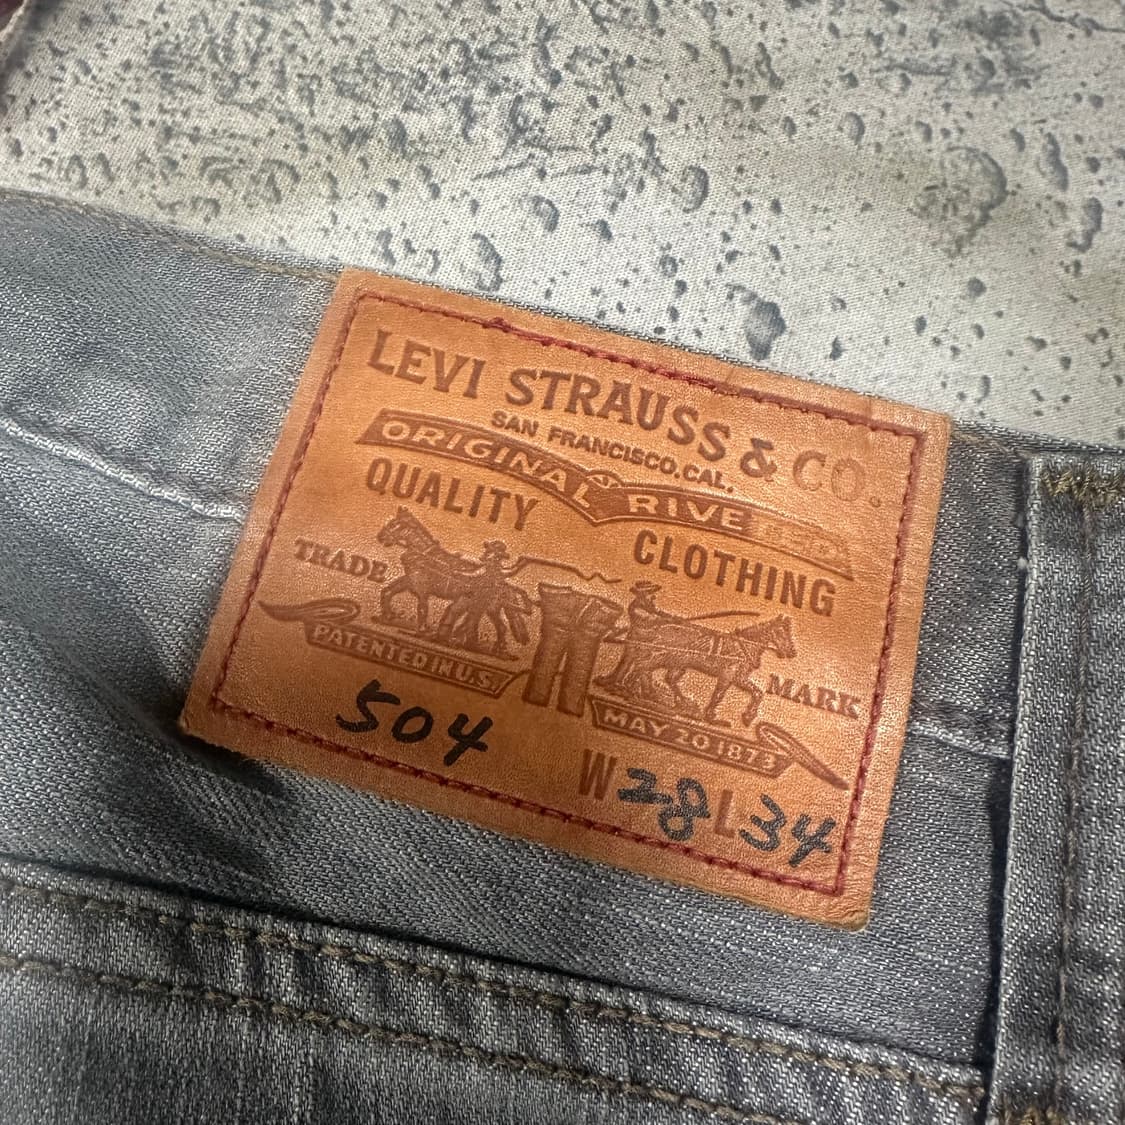 LEVI STRAUSS & CO.
SAN FRANCISCO.CAL.
ORIGINAL RIVETED
QUALITY CLOTHING
TRADE MARK
PATENTED IN U.S. MAY 20 1873
504
W28 L34